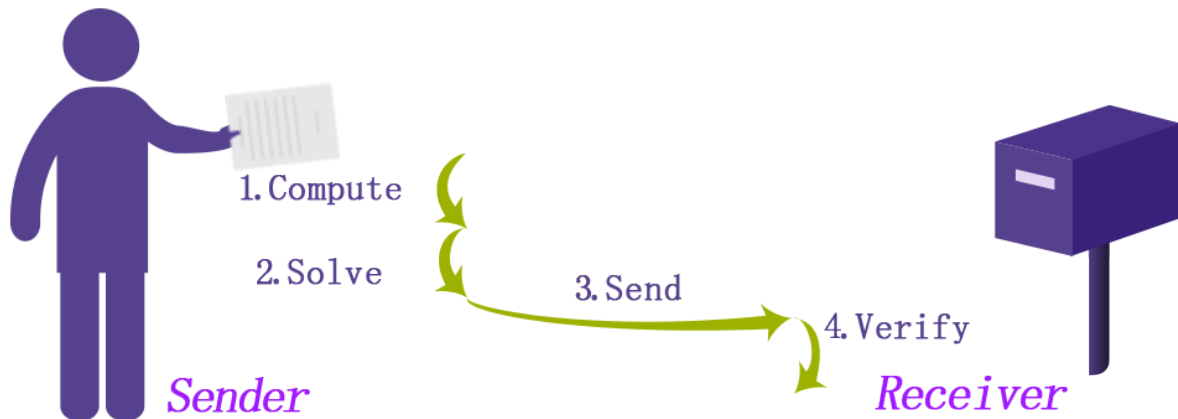 1.Compute
2.Solve
3.Send
4.Verify
Sender
Receiver